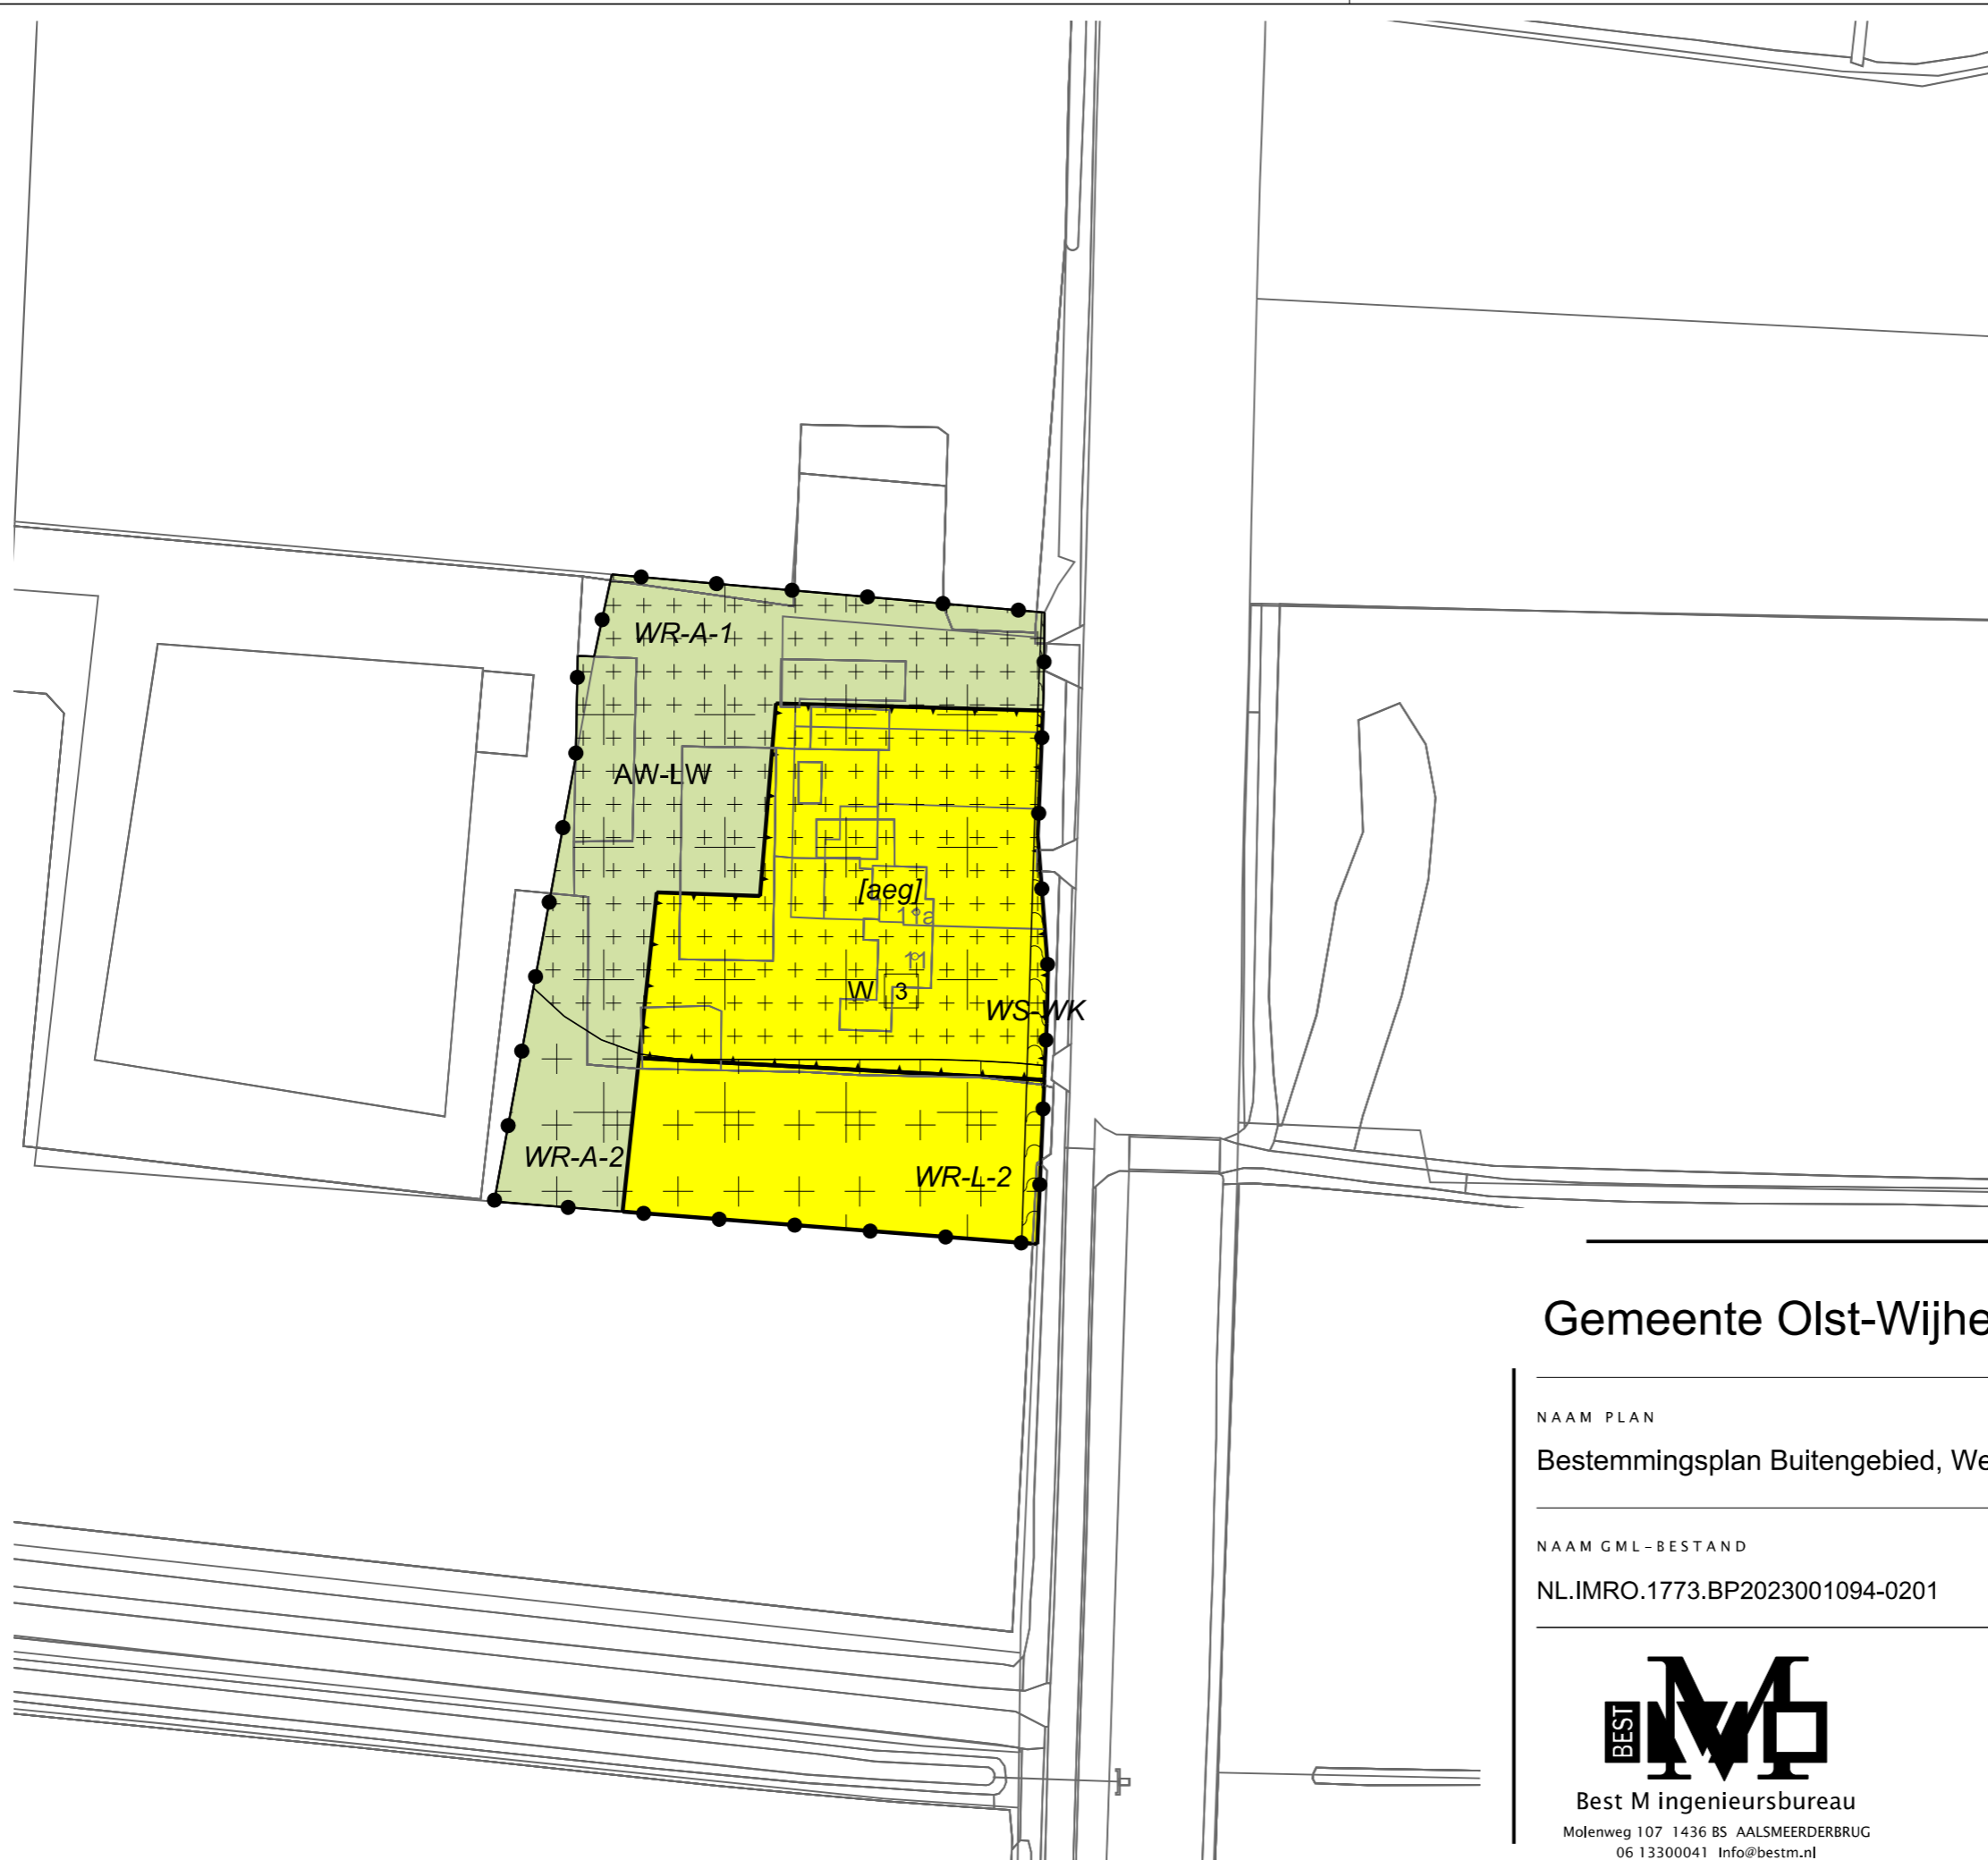 WR-A-1
AW-LW
[aeg]
11a
11
W 3
WS-WK
WR-A-2
WR-L-2
Gemeente Olst-Wijhe
NAAM PLAN
Bestemmingsplan Buitengebied, We
NAAM GML-BESTAND
NL.IMRO.1773.BP2023001094-0201
BEST
M
Best M ingenieursbureau
Molenweg 107 1436 BS AALSMEERDERBRUG
06 13300041 Info@bestm.nl